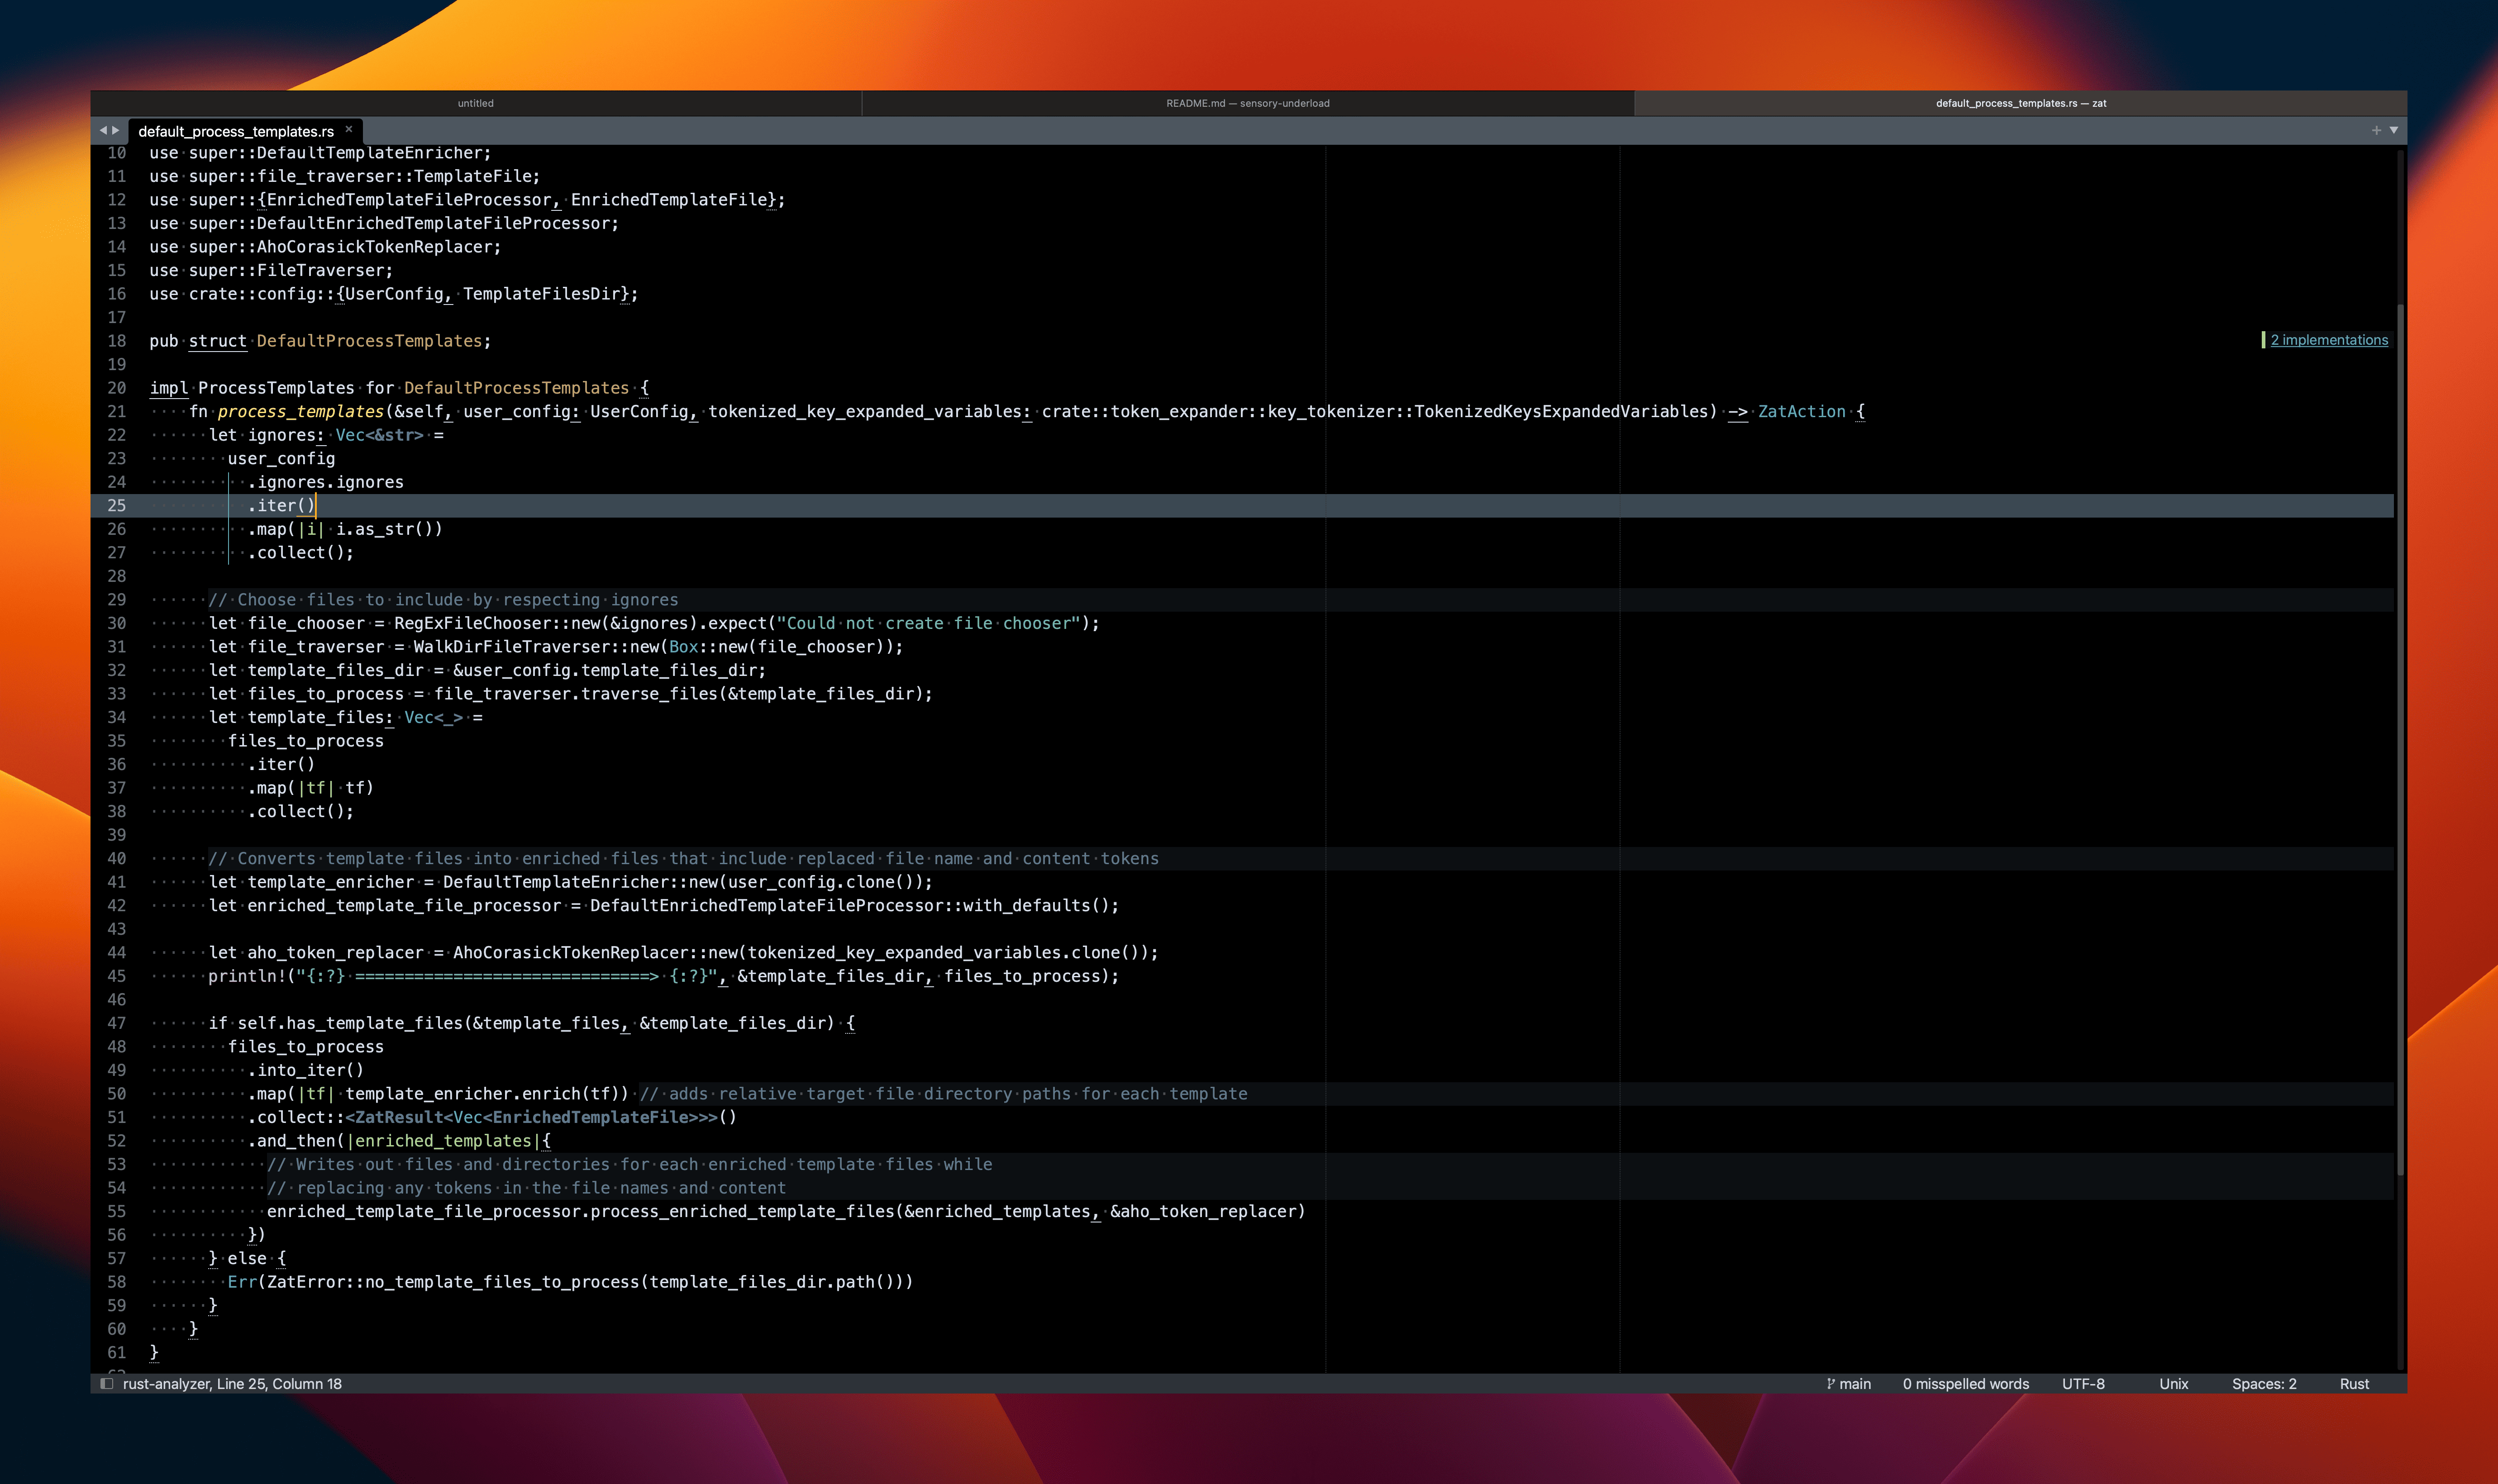 untitled
README.md — sensory-underload
default_process_templates.rs — zat
default_process_templates.rs ×
10 use super::DefaultTemplateEnricher;
11 use super::file_traverser::TemplateFile;
12 use super::{EnrichedTemplateFileProcessor, EnrichedTemplateFile};
13 use super::DefaultEnrichedTemplateFileProcessor;
14 use super::AhoCorasickTokenReplacer;
15 use super::FileTraverser;
16 use crate::config::{UserConfig, TemplateFilesDir};
17
18 pub struct DefaultProcessTemplates; 2 implementations
19
20 impl ProcessTemplates for DefaultProcessTemplates {
21     fn process_templates(&self, user_config: UserConfig, tokenized_key_expanded_variables: crate::token_expander::key_tokenizer::TokenizedKeysExpandedVariables) -> ZatAction {
22       let ignores: Vec<&str> =
23         user_config
24           .ignores.ignores
25           .iter()
26           .map(|i| i.as_str())
27           .collect();
28
29       // Choose files to include by respecting ignores
30       let file_chooser = RegExFileChooser::new(&ignores).expect("Could not create file chooser");
31       let file_traverser = WalkDirFileTraverser::new(Box::new(file_chooser));
32       let template_files_dir = &user_config.template_files_dir;
33       let files_to_process = file_traverser.traverse_files(&template_files_dir);
34       let template_files: Vec<_> =
35         files_to_process
36           .iter()
37           .map(|tf| tf)
38           .collect();
39
40       // Converts template files into enriched files that include replaced file name and content tokens
41       let template_enricher = DefaultTemplateEnricher::new(user_config.clone());
42       let enriched_template_file_processor = DefaultEnrichedTemplateFileProcessor::with_defaults();
43
44       let aho_token_replacer = AhoCorasickTokenReplacer::new(tokenized_key_expanded_variables.clone());
45       println!("{:?} ==============================> {:?}", &template_files_dir, files_to_process);
46
47       if self.has_template_files(&template_files, &template_files_dir) {
48         files_to_process
49           .into_iter()
50           .map(|tf| template_enricher.enrich(tf)) // adds relative target file directory paths for each template
51           .collect::<ZatResult<Vec<EnrichedTemplateFile>>>()
52           .and_then(|enriched_templates|{
53             // Writes out files and directories for each enriched template files while
54             // replacing any tokens in the file names and content
55             enriched_template_file_processor.process_enriched_template_files(&enriched_templates, &aho_token_replacer)
56           })
57       } else {
58         Err(ZatError::no_template_files_to_process(template_files_dir.path()))
59       }
60     }
61 }
rust-analyzer, Line 25, Column 18 main 0 misspelled words UTF-8 Unix Spaces: 2 Rust